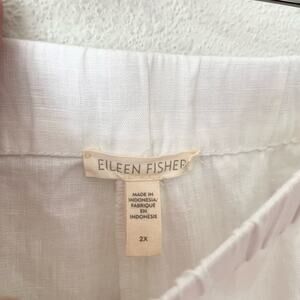 EILEEN FISHER
MADE IN
INDONESIA/
FABRIQUE
EN
INDONESIE
2X